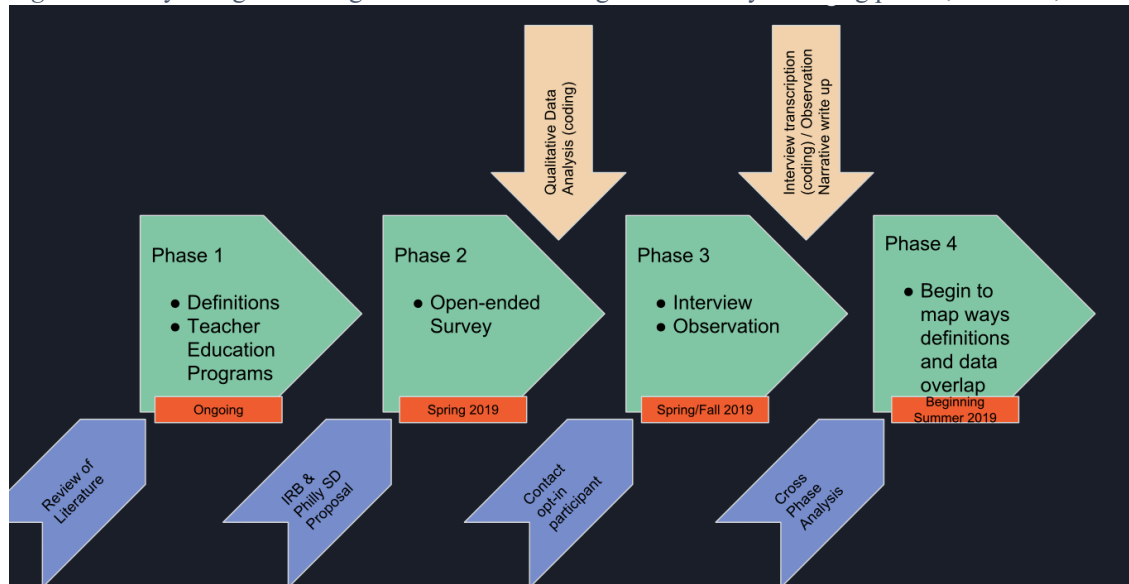 Qualitative Data
Analysis (coding)
Interview transcription
(coding) / Observation
Narrative write up
Phase 1
● Definitions
● Teacher
Education
Programs
Ongoing
Phase 2
● Open-ended
Survey
Spring 2019
Phase 3
● Interview
● Observation
Spring/Fall 2019
Phase 4
● Begin to
map ways
definitions
and data
overlap
Beginning
Summer 2019
Review of
Literature
IRB &
Philly SD
Proposal
Contact
opt-in
participant
Cross
Phase
Analysis